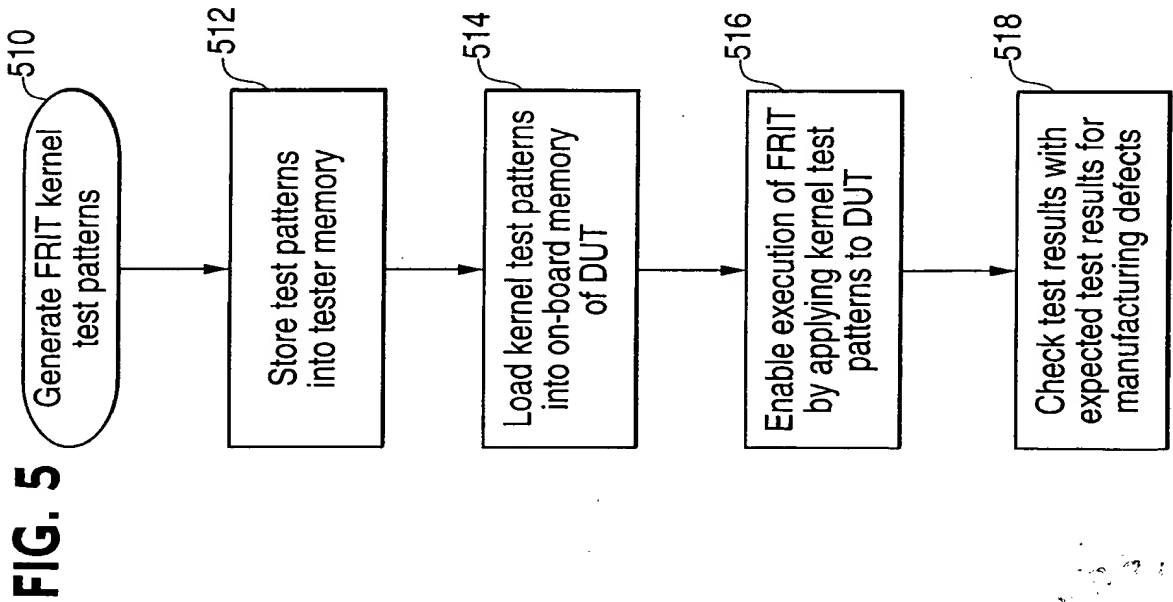 FIG. 5
510
Generate FRIT kernel
test patterns
512
Store test patterns
into tester memory
514
Load kernel test patterns
into on-board memory
of DUT
516
Enable execution of FRIT
by applying kernel test
patterns to DUT
518
Check test results with
expected test results for
manufacturing defects